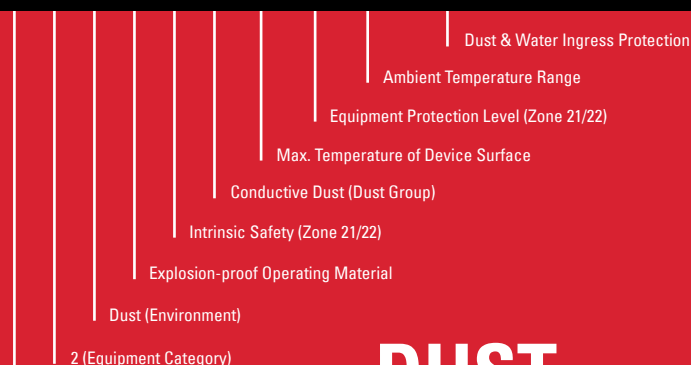 Dust & Water Ingress Protection
Ambient Temperature Range
Equipment Protection Level (Zone 21/22)
Max. Temperature of Device Surface
Conductive Dust (Dust Group)
Intrinsic Safety (Zone 21/22)
Explosion-proof Operating Material
Dust (Environment)
2 (Equipment Category)
DUST